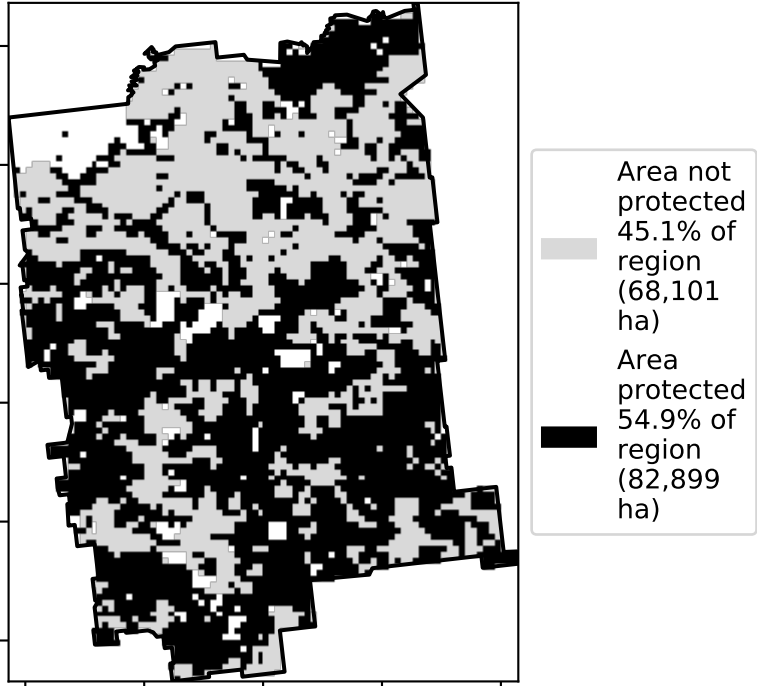 Area not
protected
45.1% of
region
(68,101
ha)
Area
protected
54.9% of
region
(82,899
ha)